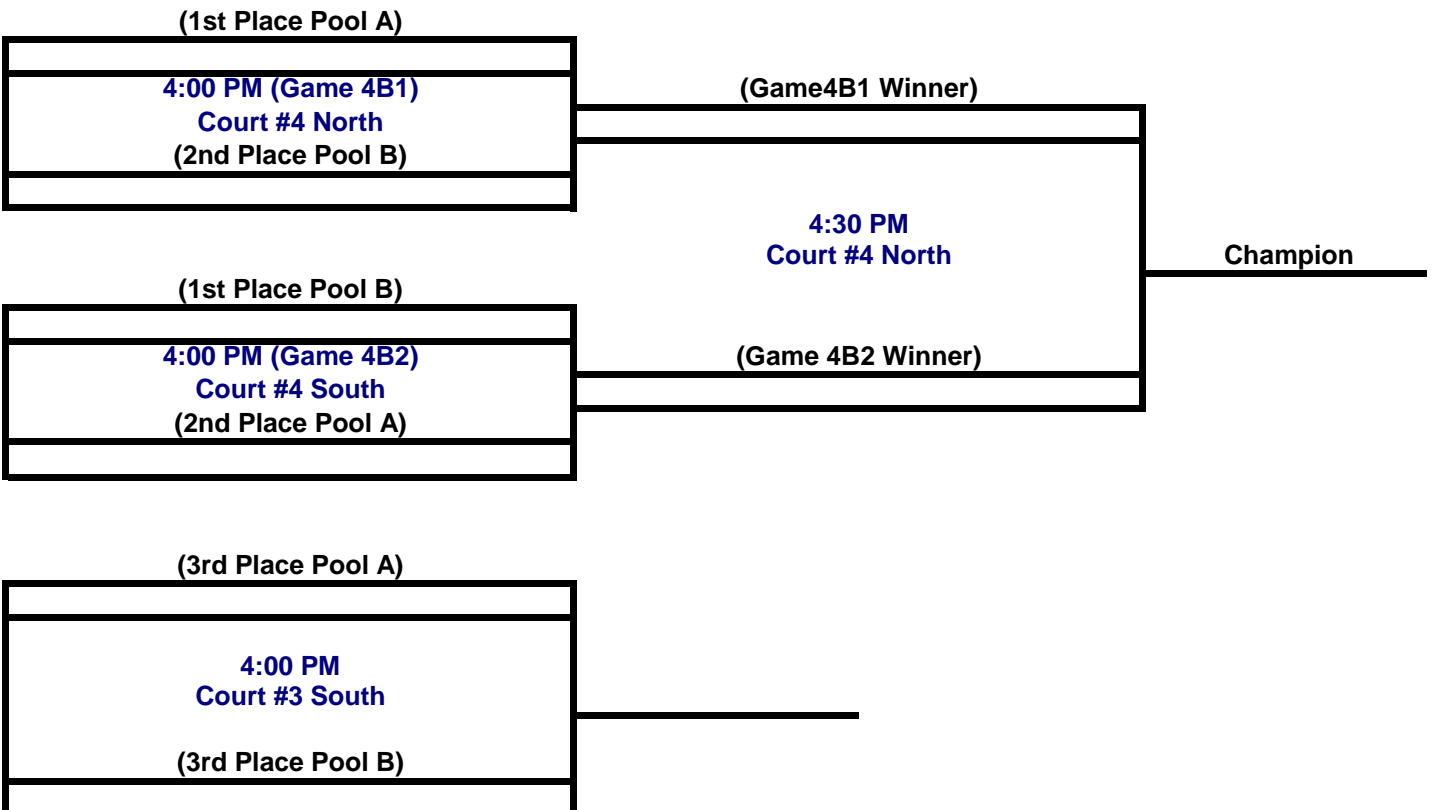 (1st Place Pool A)
4:00 PM (Game 4B1)
Court #4 North
(2nd Place Pool B)
(Game4B1 Winner)
4:30 PM
Court #4 North
Champion
(1st Place Pool B)
4:00 PM (Game 4B2)
Court #4 South
(2nd Place Pool A)
(Game 4B2 Winner)
(3rd Place Pool A)
4:00 PM
Court #3 South
(3rd Place Pool B)